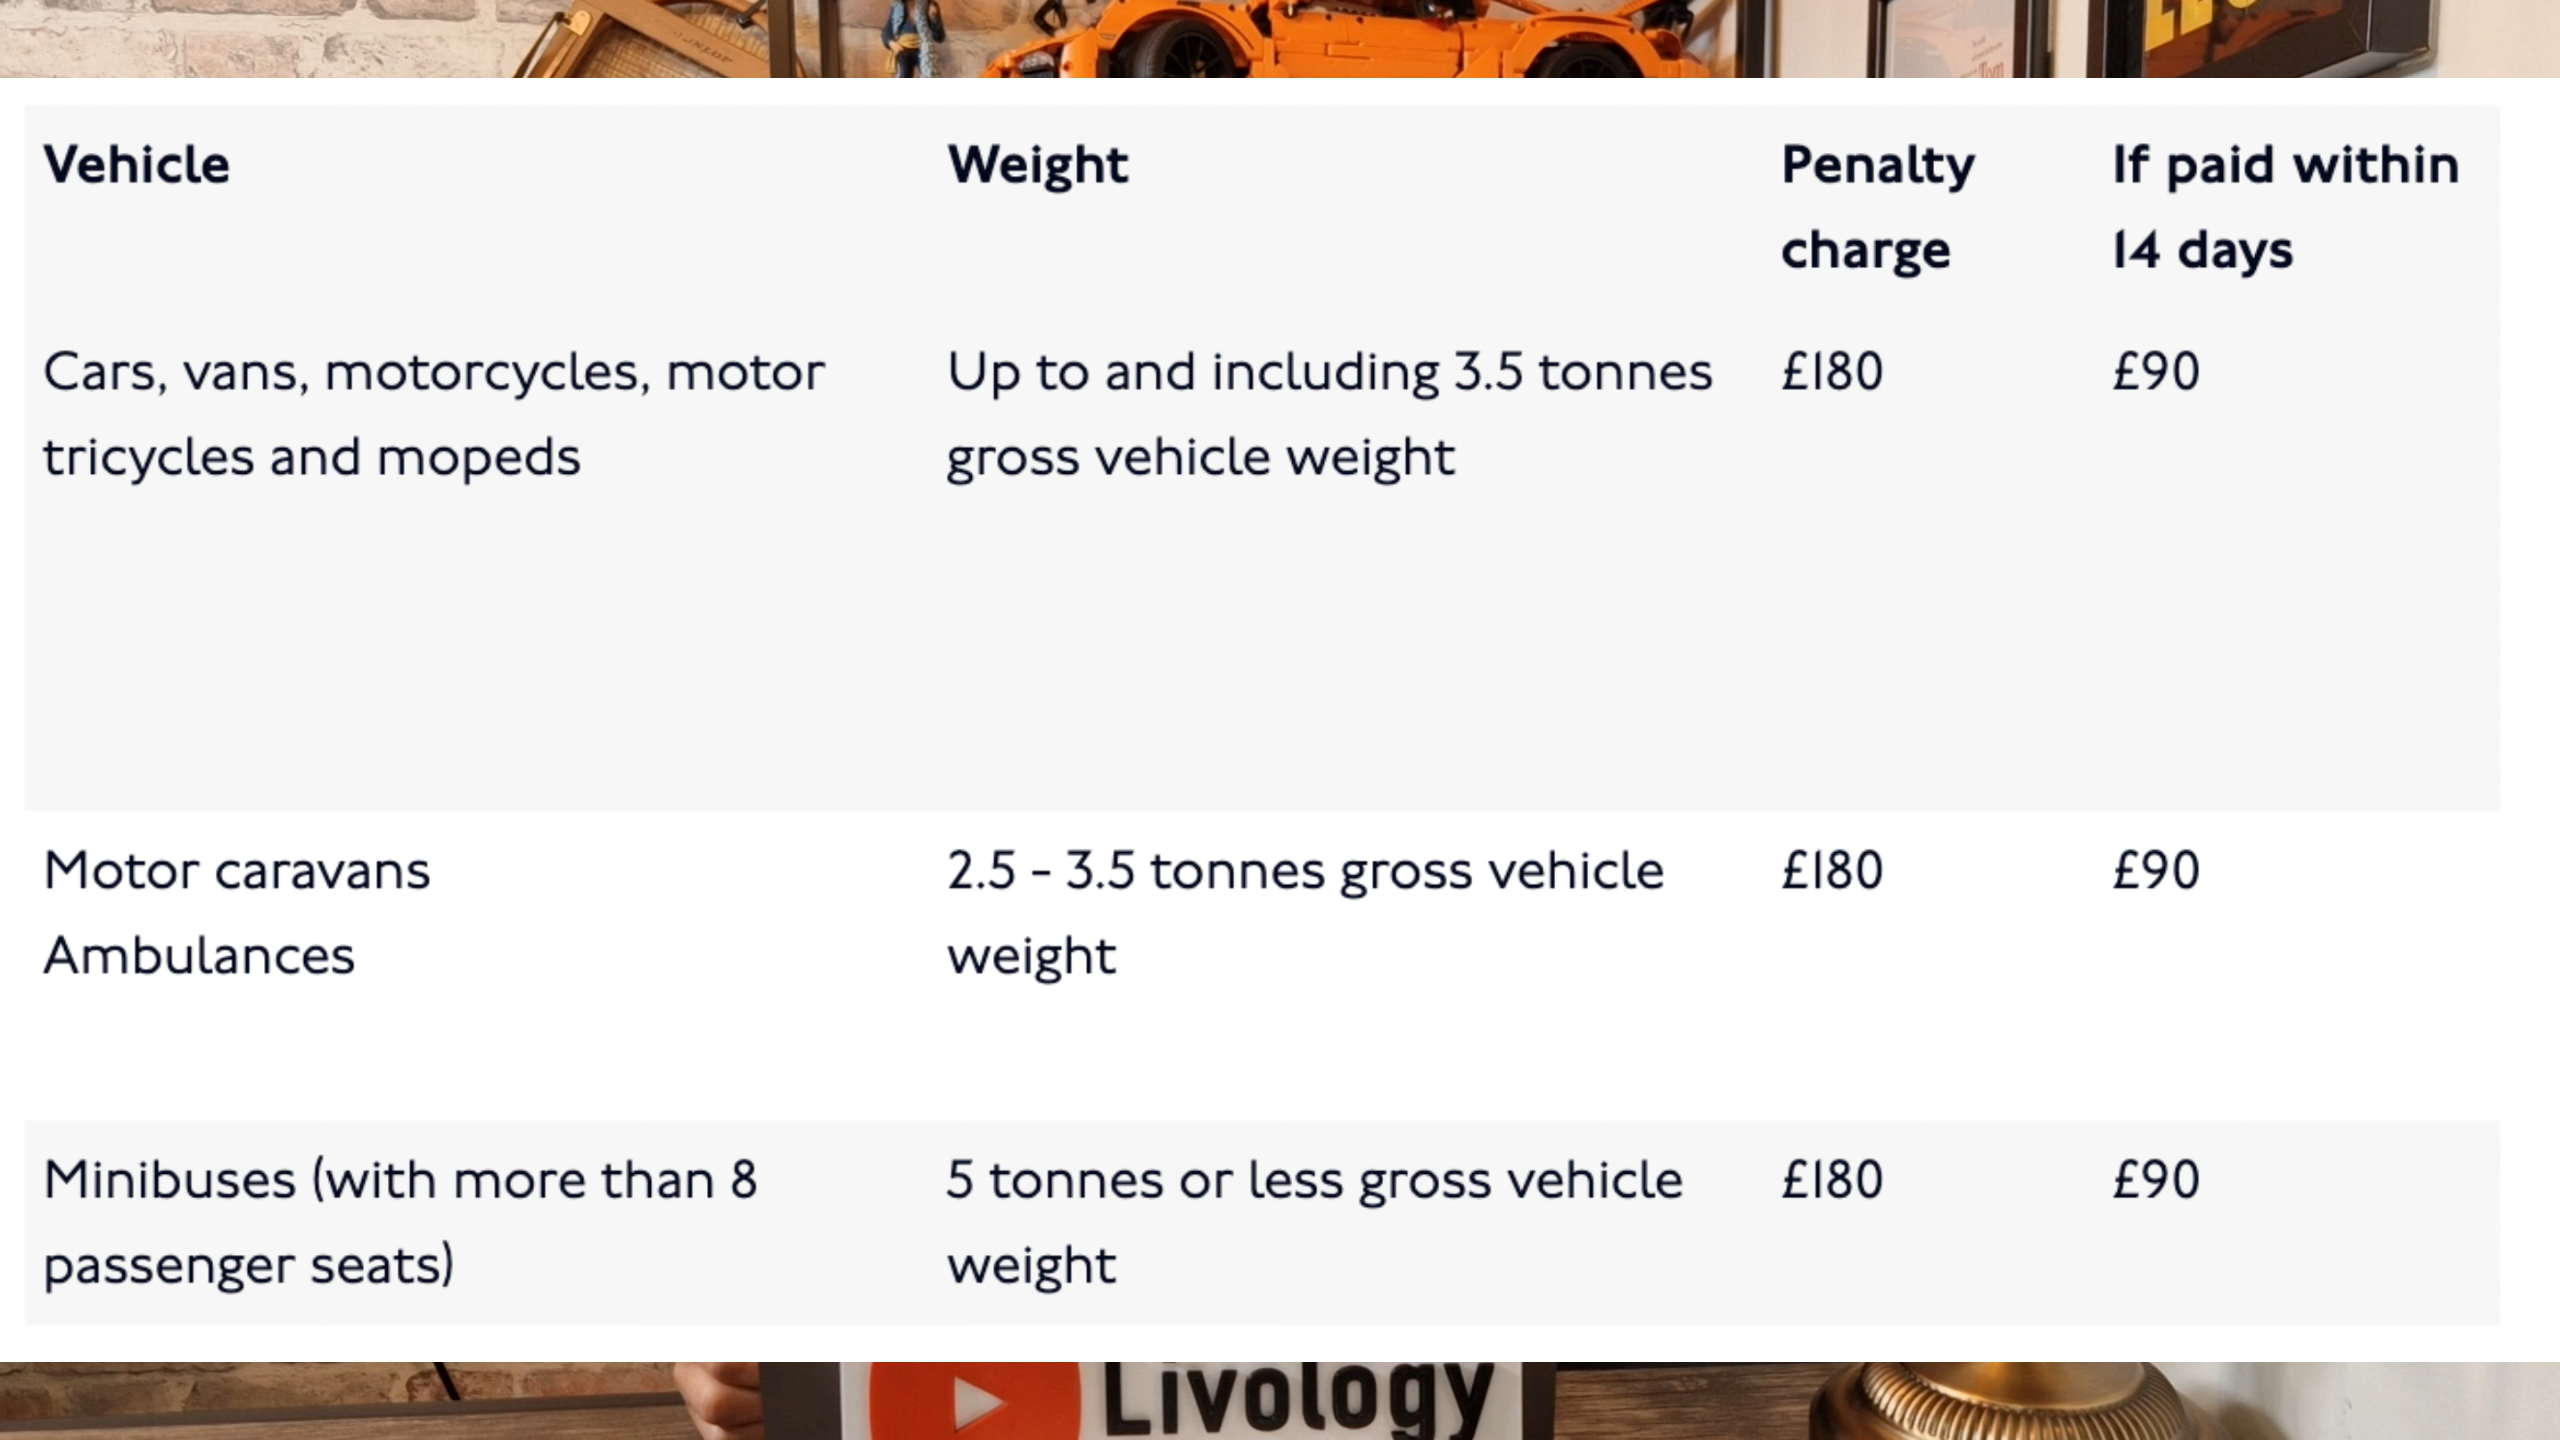 DUNLOP
Vehicle Weight Penalty charge If paid within 14 days
Cars, vans, motorcycles, motor tricycles and mopeds Up to and including 3.5 tonnes gross vehicle weight £180 £90
Motor caravans
Ambulances 2.5 - 3.5 tonnes gross vehicle weight £180 £90
Minibuses (with more than 8 passenger seats) 5 tonnes or less gross vehicle weight £180 £90
Livology